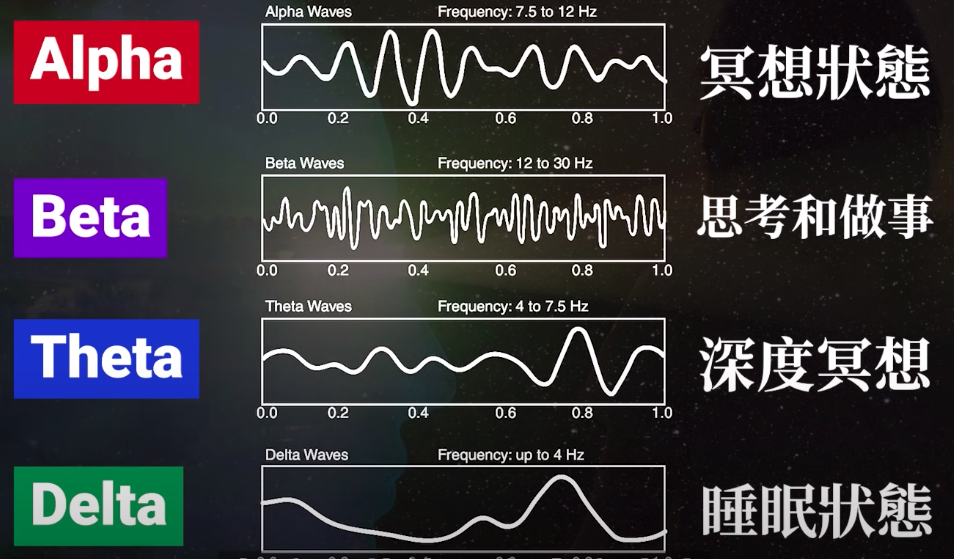 Alpha Waves Frequency: 7.5 to 12 Hz
Alpha
冥想狀態
0.0 0.2 0.4 0.6 0.8 1.0
Beta Waves Frequency: 12 to 30 Hz
Beta
思考和做事
0.0 0.2 0.4 0.6 0.8 1.0
Theta Waves Frequency: 4 to 7.5 Hz
Theta
深度冥想
0.0 0.2 0.4 0.6 0.8 1.0
Delta Waves Frequency: up to 4 Hz
Delta
睡眠狀態